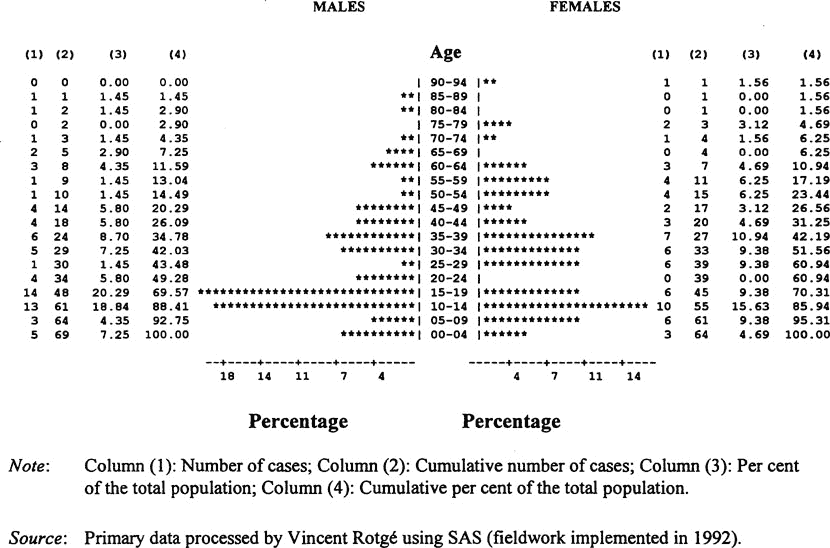 MALES FEMALES
(1) (2) (3) (4) Age (1) (2) (3) (4)
0 0 0.00 0.00 | 90-94 |** 1 1 1.56 1.56
1 1 1.45 1.45 **| 85-89 | 0 1 0.00 1.56
1 2 1.45 2.90 **| 80-84 | 0 1 0.00 1.56
0 2 0.00 2.90 | 75-79 |**** 2 3 3.12 4.69
1 3 1.45 4.35 **| 70-74 |** 1 4 1.56 6.25
2 5 2.90 7.25 ****| 65-69 | 0 4 0.00 6.25
3 8 4.35 11.59 ******| 60-64 |****** 3 7 4.69 10.94
1 9 1.45 13.04 **| 55-59 |********* 4 11 6.25 17.19
1 10 1.45 14.49 **| 50-54 |********* 4 15 6.25 23.44
4 14 5.80 20.29 ********| 45-49 |**** 2 17 3.12 26.56
4 18 5.80 26.09 ********| 40-44 |****** 3 20 4.69 31.25
6 24 8.70 34.78 ************| 35-39 |*************** 7 27 10.94 42.19
5 29 7.25 42.03 **********| 30-34 |************* 6 33 9.38 51.56
1 30 1.45 43.48 **| 25-29 |************* 6 39 9.38 60.94
4 34 5.80 49.28 ********| 20-24 | 0 39 0.00 60.94
14 48 20.29 69.57 *****************************| 15-19 |************* 6 45 9.38 70.31
13 61 18.84 88.41 ***************************| 10-14 |********************** 10 55 15.63 85.94
3 64 4.35 92.75 ******| 05-09 |************* 6 61 9.38 95.31
5 69 7.25 100.00 **********| 00-04 |****** 3 64 4.69 100.00
--+----+----+----+----+---- -----+----+----+----+----
18 14 11 7 4 4 7 11 14
Percentage Percentage
Note: Column (1): Number of cases; Column (2): Cumulative number of cases; Column (3): Per cent
of the total population; Column (4): Cumulative per cent of the total population.
Source: Primary data processed by Vincent Rotgé using SAS (fieldwork implemented in 1992).